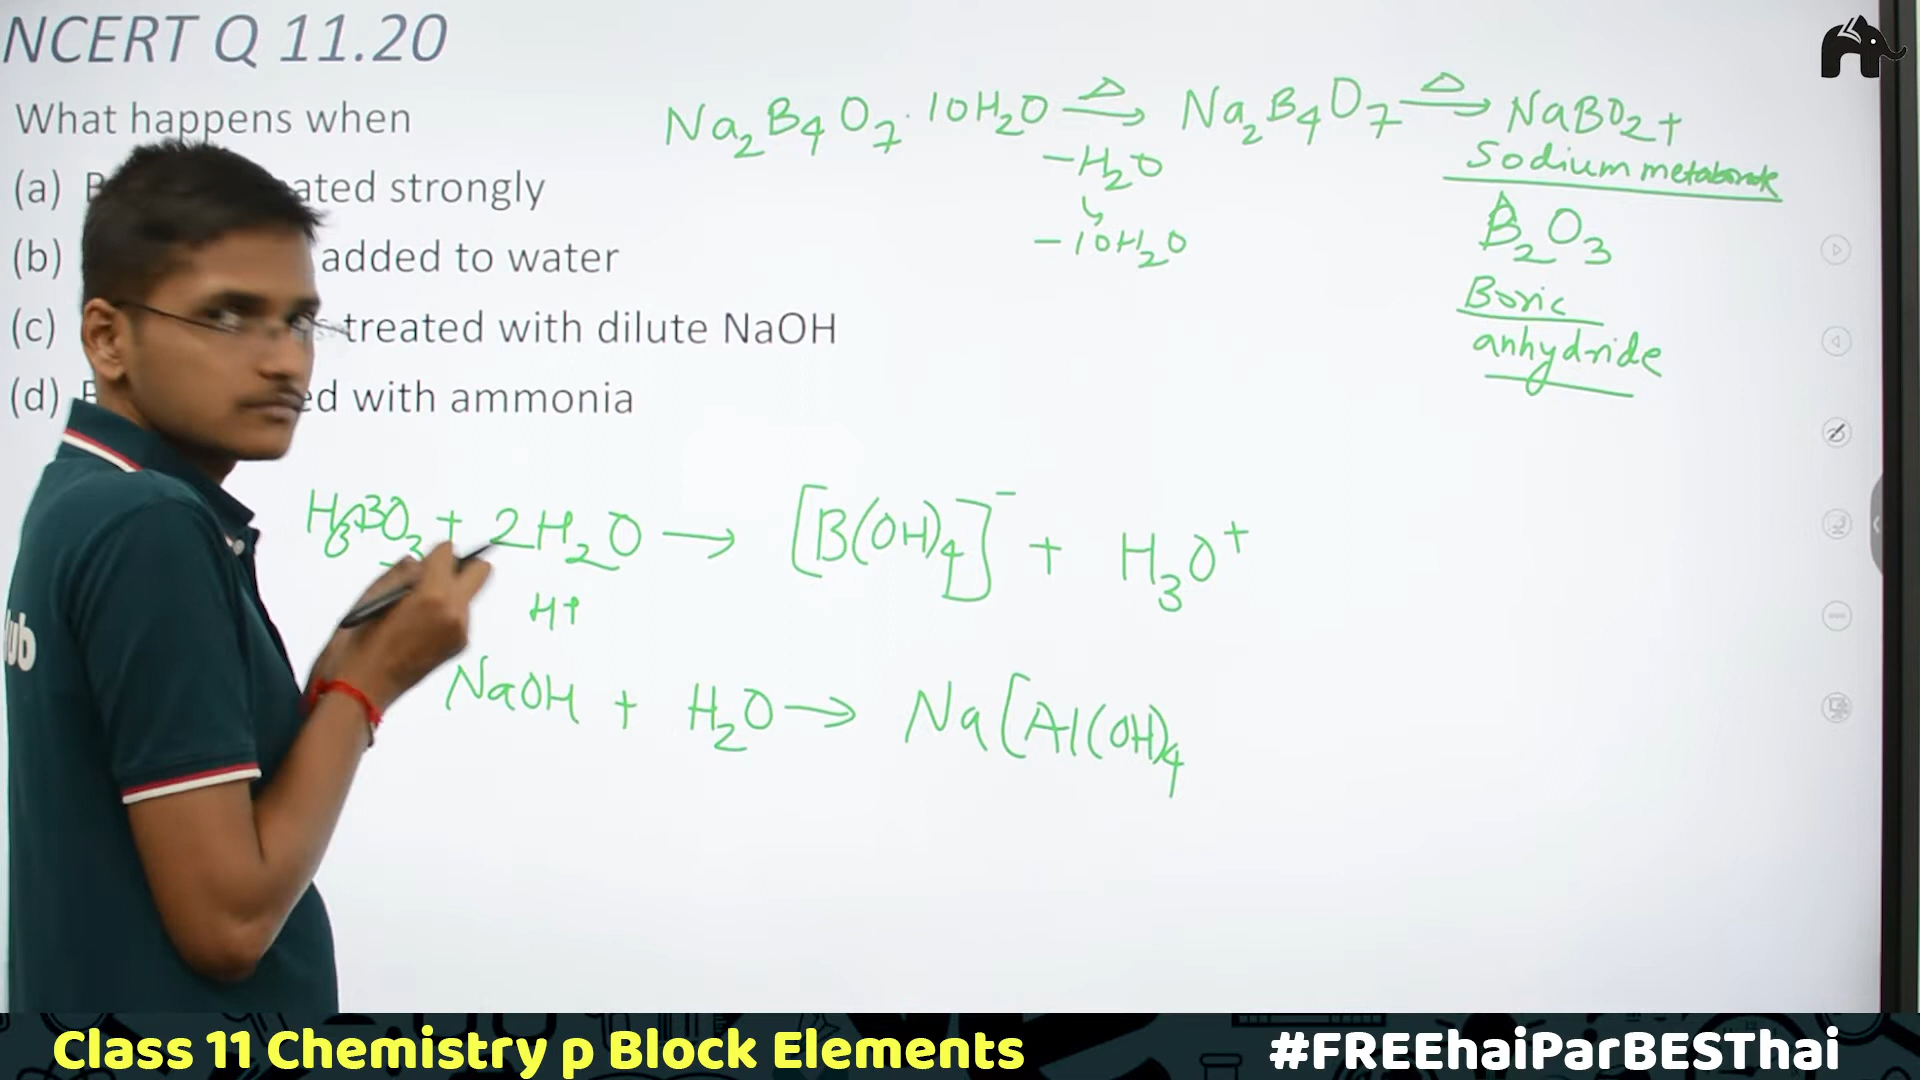 NCERT Q 11.20
What happens when
(a) B ated strongly
(b) added to water
(c) s treated with dilute NaOH
(d) B ed with ammonia
Na₂B₄O₇·10H₂O →Δ Na₂B₄O₇ →Δ NaBO₂+
-H₂O
-10H₂O
Sodium metaborate
B₂O₃
Boric
anhydride
H₃BO₃ + 2H₂O → [B(OH)₄]⁻ + H₃O⁺
H+
NaOH + H₂O → Na[Al(OH)₄
ub
Class 11 Chemistry p Block Elements
#FREEhaiParBESThai